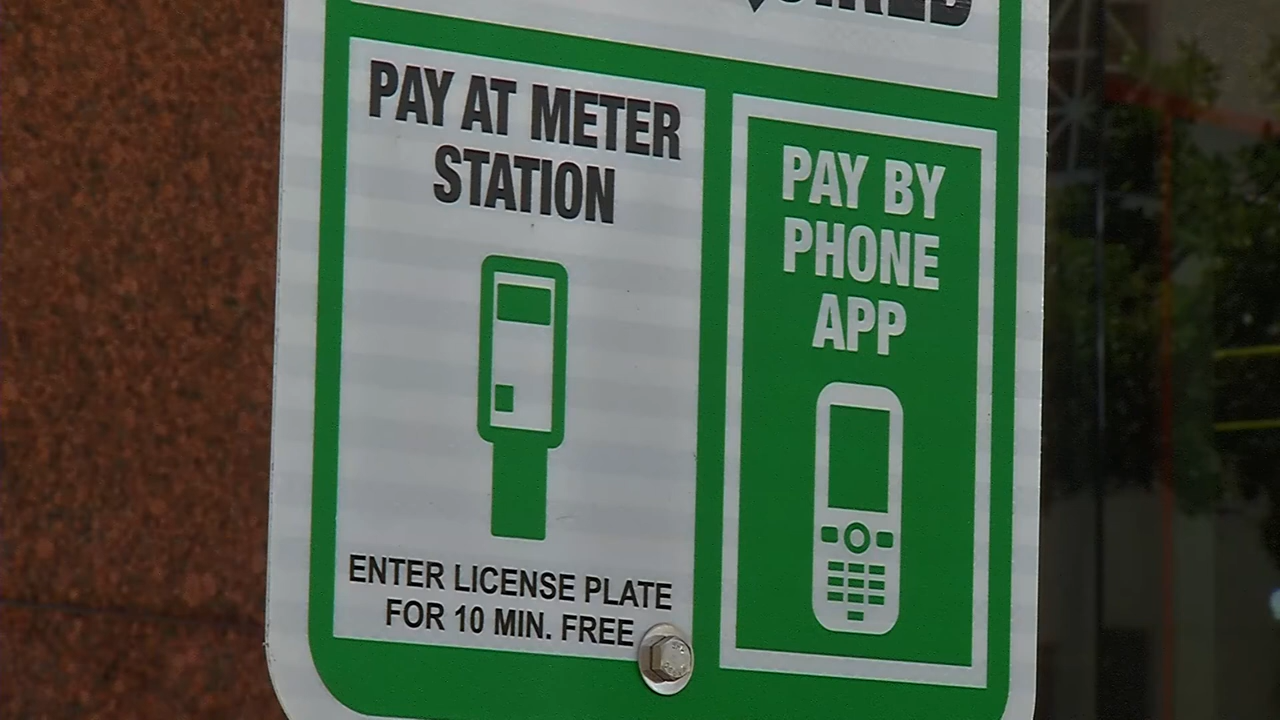 PAY AT METER
STATION
ENTER LICENSE PLATE
FOR 10 MIN. FREE
PAY BY
PHONE
APP